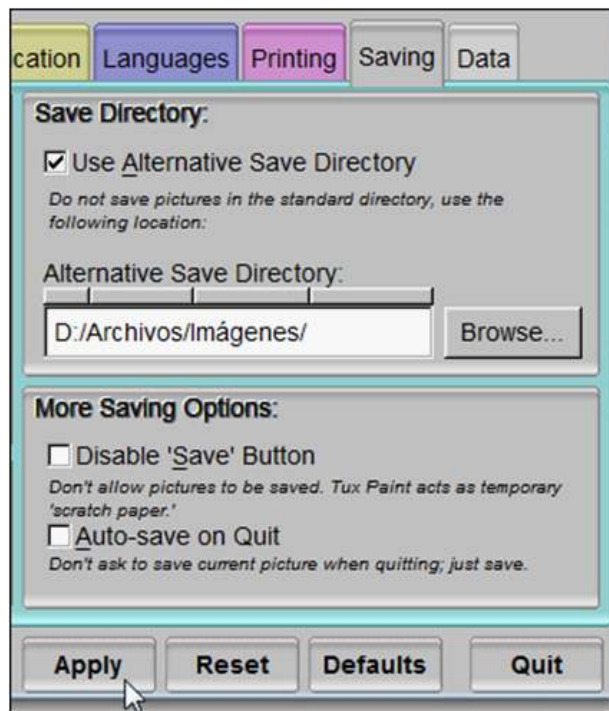 cation Languages Printing Saving Data
Save Directory:
Use Alternative Save Directory
Do not save pictures in the standard directory, use the
following location:
Alternative Save Directory:
D:/Archivos/Imágenes/ Browse...
More Saving Options:
Disable 'Save' Button
Don't allow pictures to be saved. Tux Paint acts as temporary
'scratch paper.'
Auto-save on Quit
Don't ask to save current picture when quitting; just save.
Apply Reset Defaults Quit